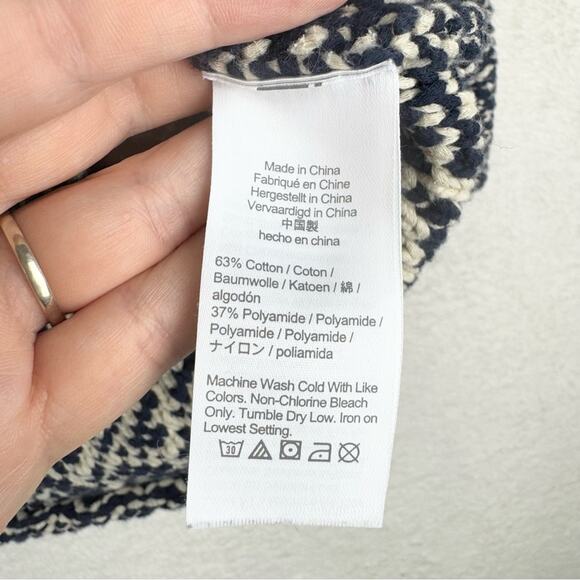 Made in China
Fabriqué en Chine
Hergestellt in China
Vervaardigd in China
中国製
hecho en china
63% Cotton / Coton /
Baumwolle / Katoen / 綿 /
algodón
37% Polyamide / Polyamide /
Polyamide / Polyamide /
ナイロン / poliamida
Machine Wash Cold With Like
Colors. Non-Chlorine Bleach
Only. Tumble Dry Low. Iron on
Lowest Setting.
30